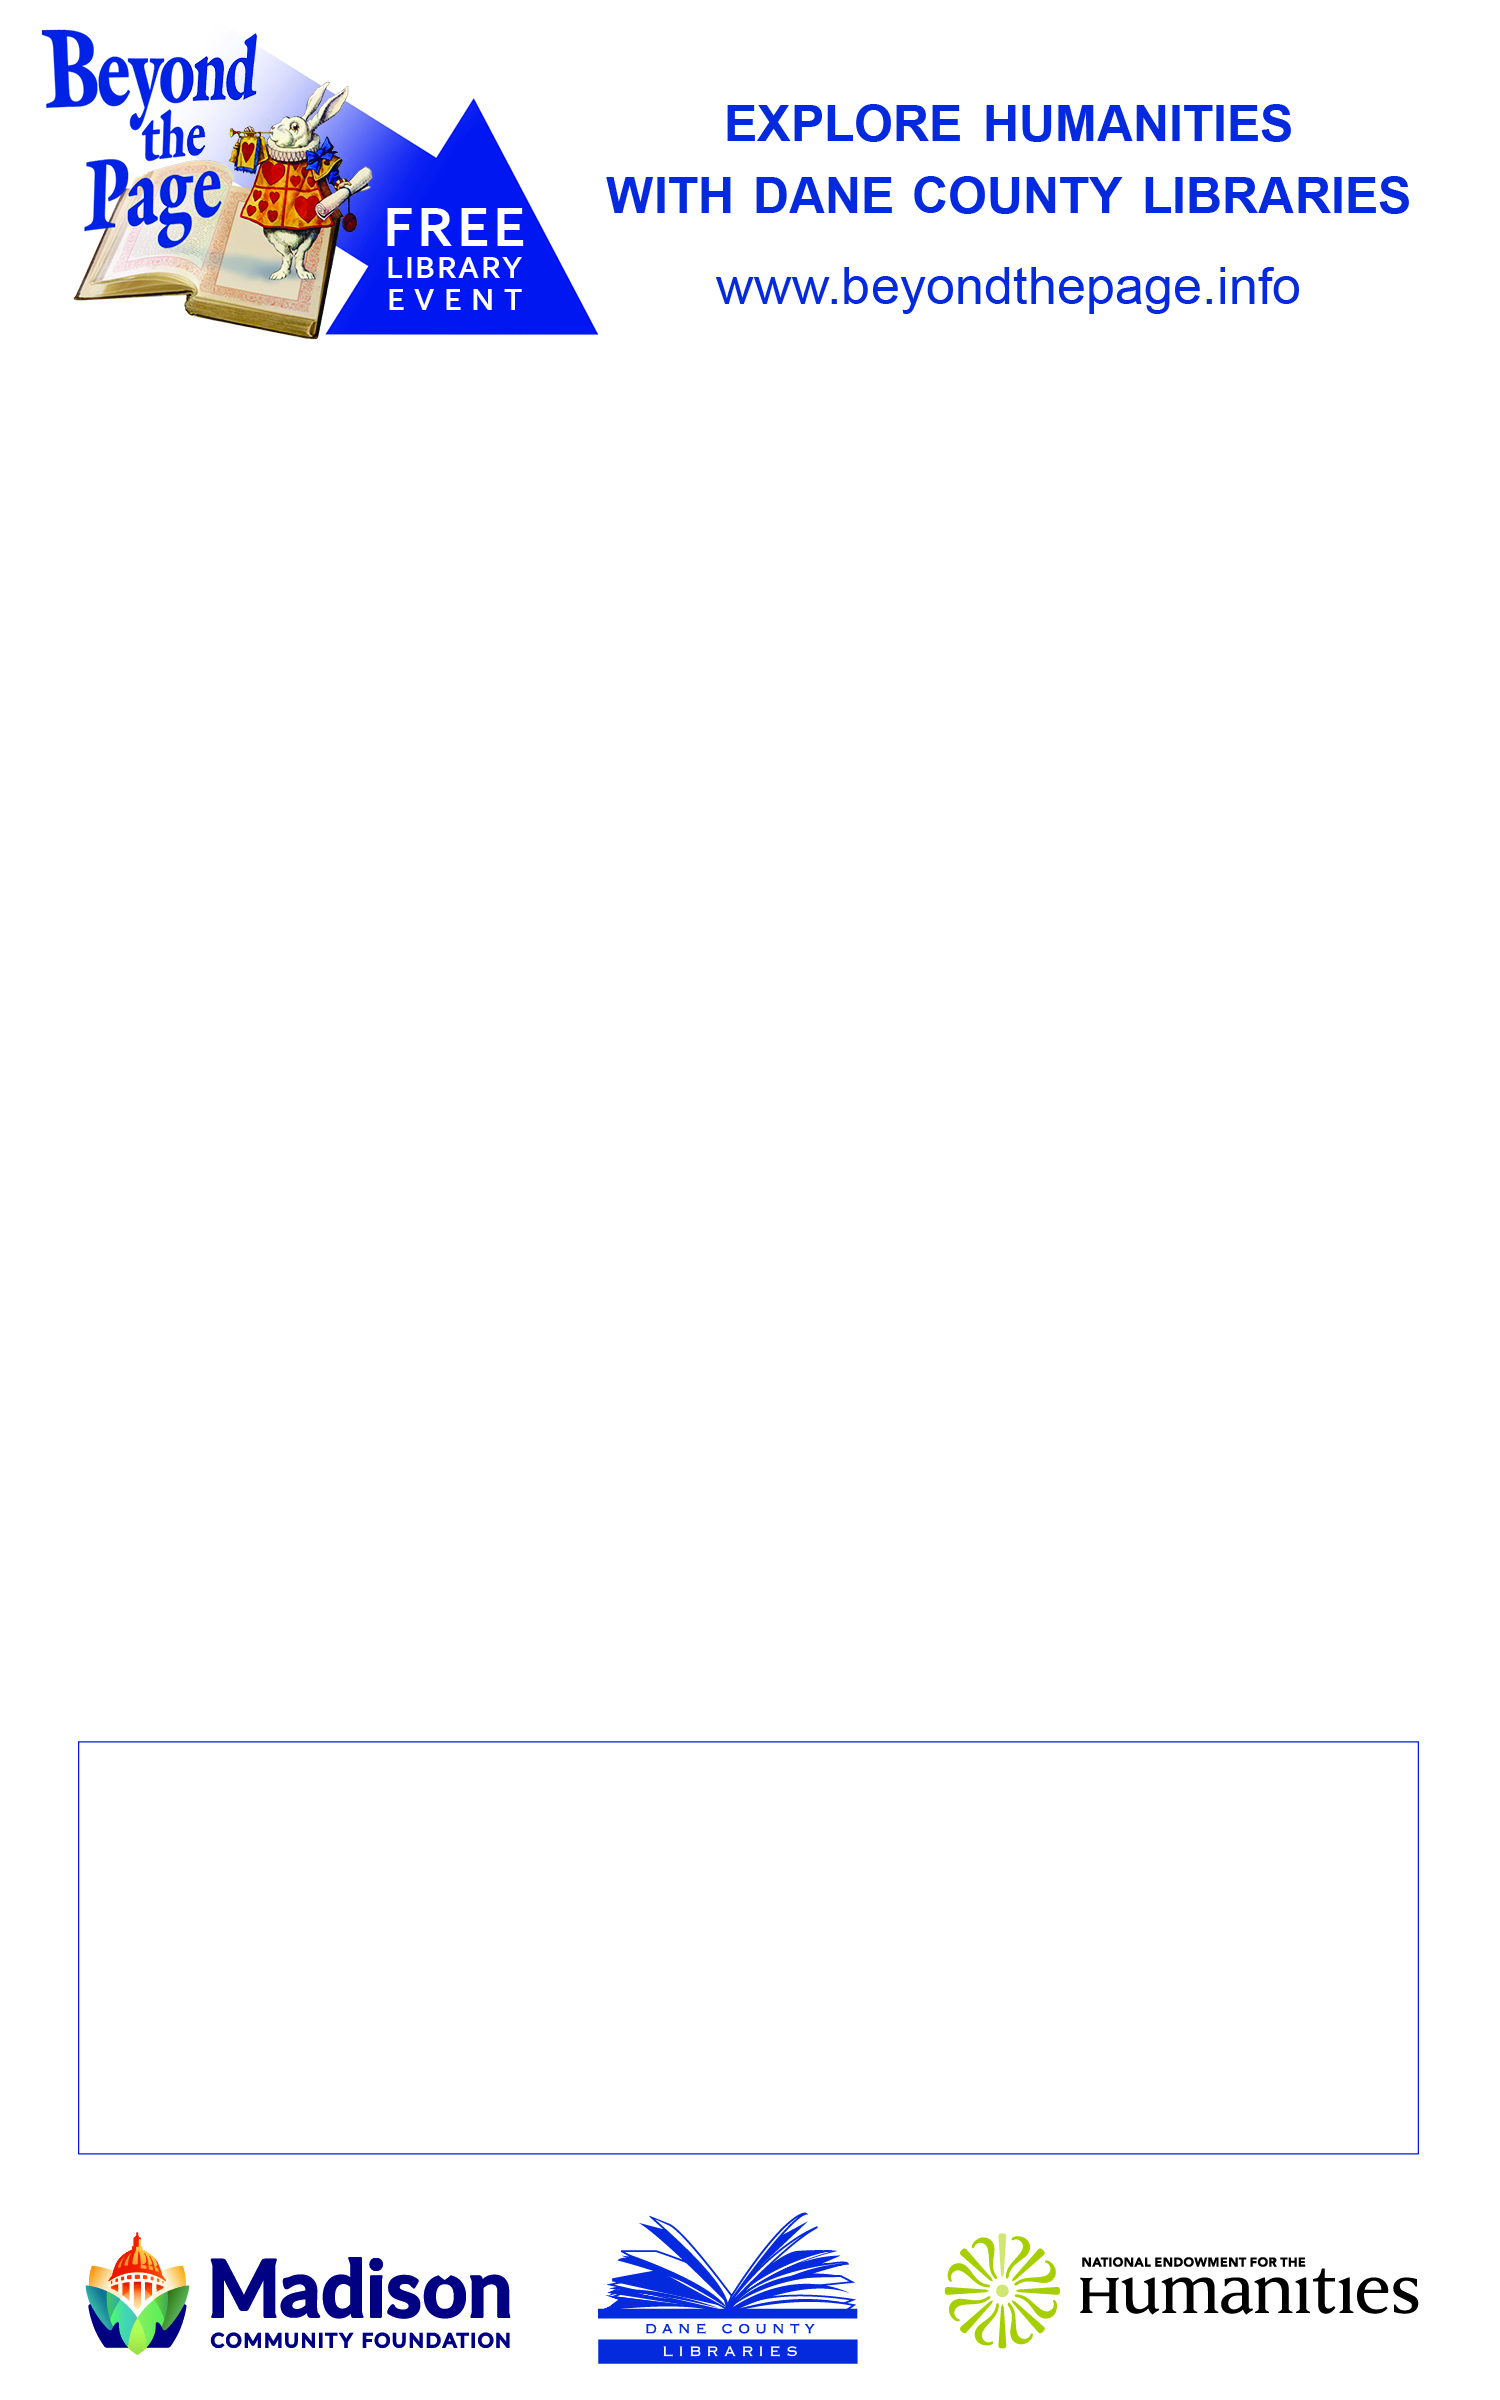 Beyond
the
Page
FREE
LIBRARY
EVENT
EXPLORE HUMANITIES
WITH DANE COUNTY LIBRARIES
www.beyondthepage.info
Madison
COMMUNITY FOUNDATION
DANE COUNTY
LIBRARIES
NATIONAL ENDOWMENT FOR THE
Humanities